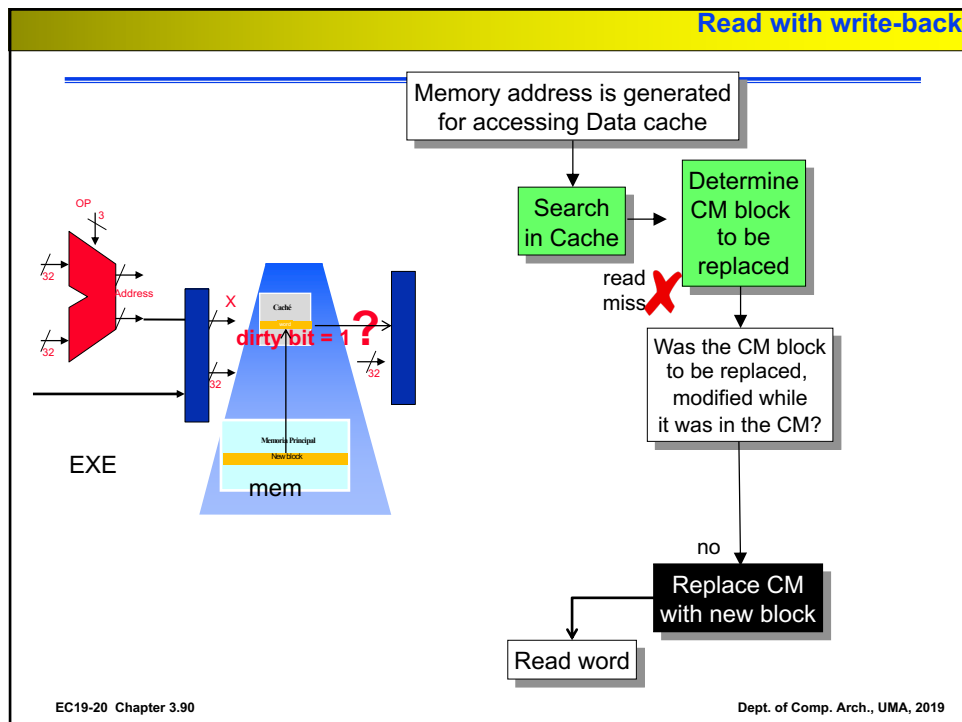 Read with write-back
Memory address is generated
for accessing Data cache
Search
in Cache
Determine
CM block
to be
replaced
read
miss
Was the CM block
to be replaced,
modified while
it was in the CM?
no
Replace CM
with new block
Read word
OP
3
32
Address
32
X
32
Caché
dirty bit = 1 ?
32
Memoria Principal
New block
EXE
mem
EC19-20 Chapter 3.90
Dept. of Comp. Arch., UMA, 2019